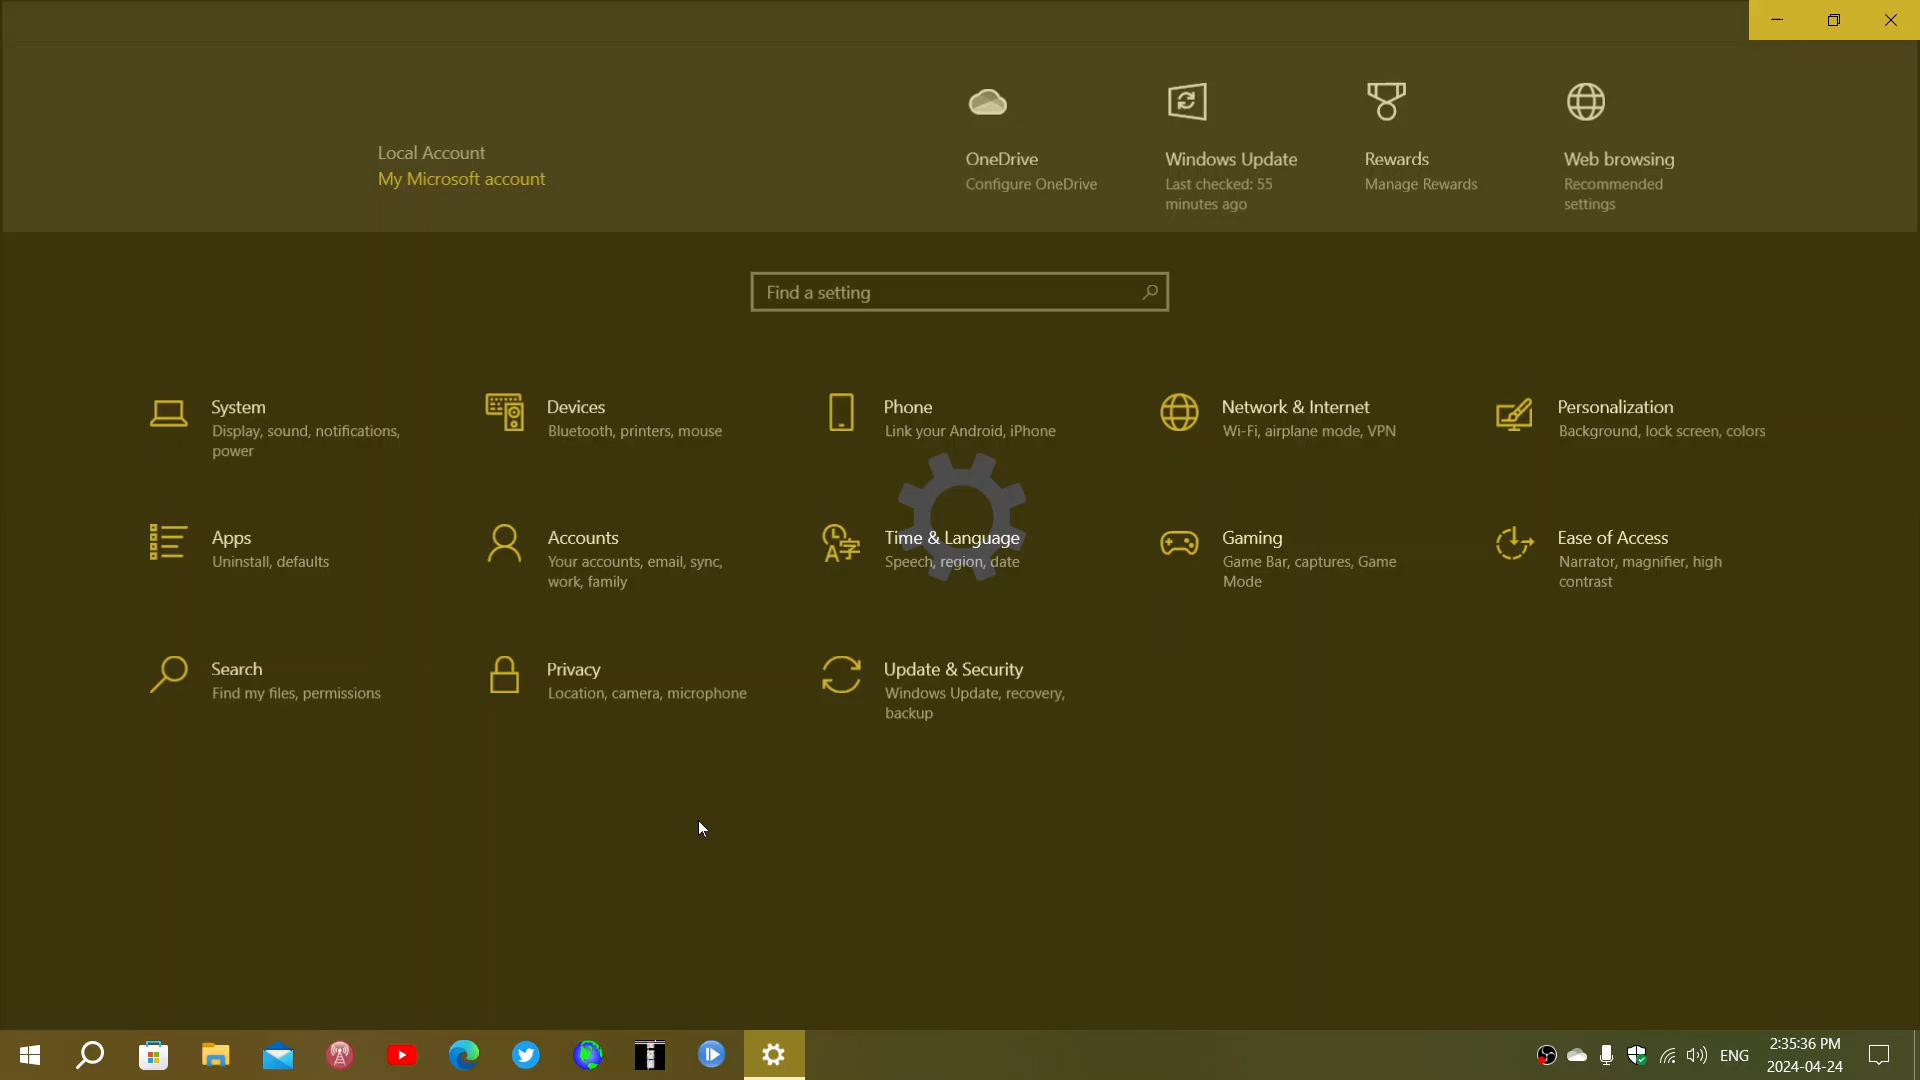 Local Account
My Microsoft account
OneDrive
Configure OneDrive
Windows Update
Last checked: 55
minutes ago
Rewards
Manage Rewards
Web browsing
Recommended
settings
Find a setting
System
Display, sound, notifications,
power
Devices
Bluetooth, printers, mouse
Phone
Link your Android, iPhone
Network & Internet
Wi-Fi, airplane mode, VPN
Personalization
Background, lock screen, colors
Apps
Uninstall, defaults
Accounts
Your accounts, email, sync,
work, family
Time & Language
Speech, region, date
Gaming
Game Bar, captures, Game
Mode
Ease of Access
Narrator, magnifier, high
contrast
Search
Find my files, permissions
Privacy
Location, camera, microphone
Update & Security
Windows Update, recovery,
backup
ENG
2:35:36 PM
2024-04-24